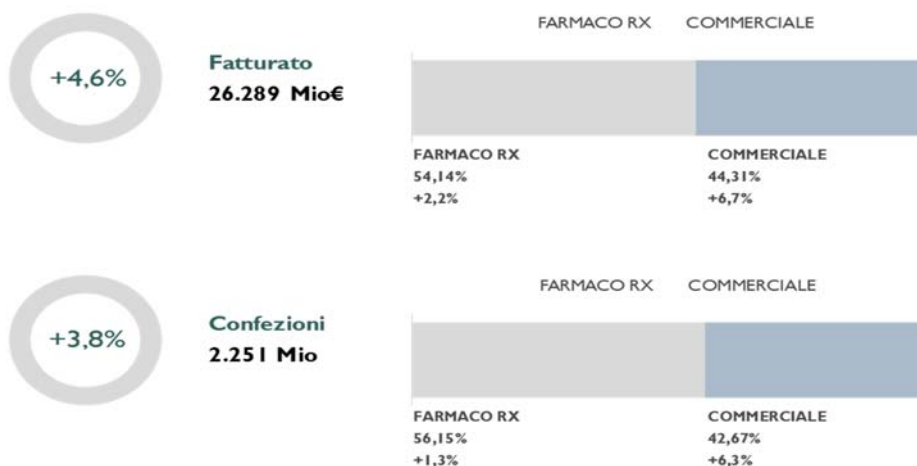 FARMACO RX COMMERCIALE
+4,6%
Fatturato
26.289 Mio€
FARMACO RX
54,14%
+2,2%
COMMERCIALE
44,31%
+6,7%
FARMACO RX COMMERCIALE
+3,8%
Confezioni
2.251 Mio
FARMACO RX
56,15%
+1,3%
COMMERCIALE
42,67%
+6,3%